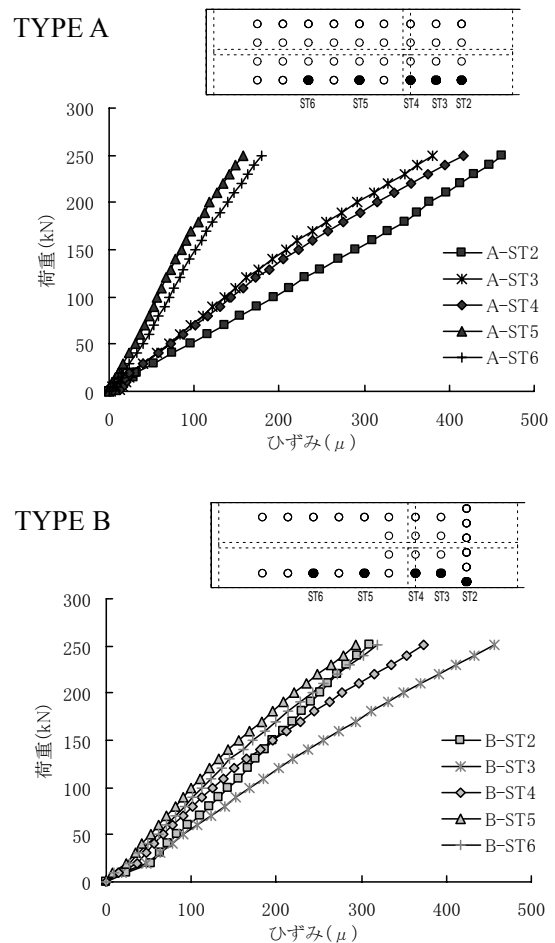 TYPE A
ST6 ST5 ST4 ST3 ST2
300
250
200
150
100
50
0
荷重(kN)
A-ST2
A-ST3
A-ST4
A-ST5
A-ST6
0 100 200 300 400 500
ひずみ(μ)
TYPE B
ST6 ST5 ST4 ST3 ST2
300
250
200
150
100
50
0
荷重(kN)
B-ST2
B-ST3
B-ST4
B-ST5
B-ST6
0 100 200 300 400 500
ひずみ(μ)